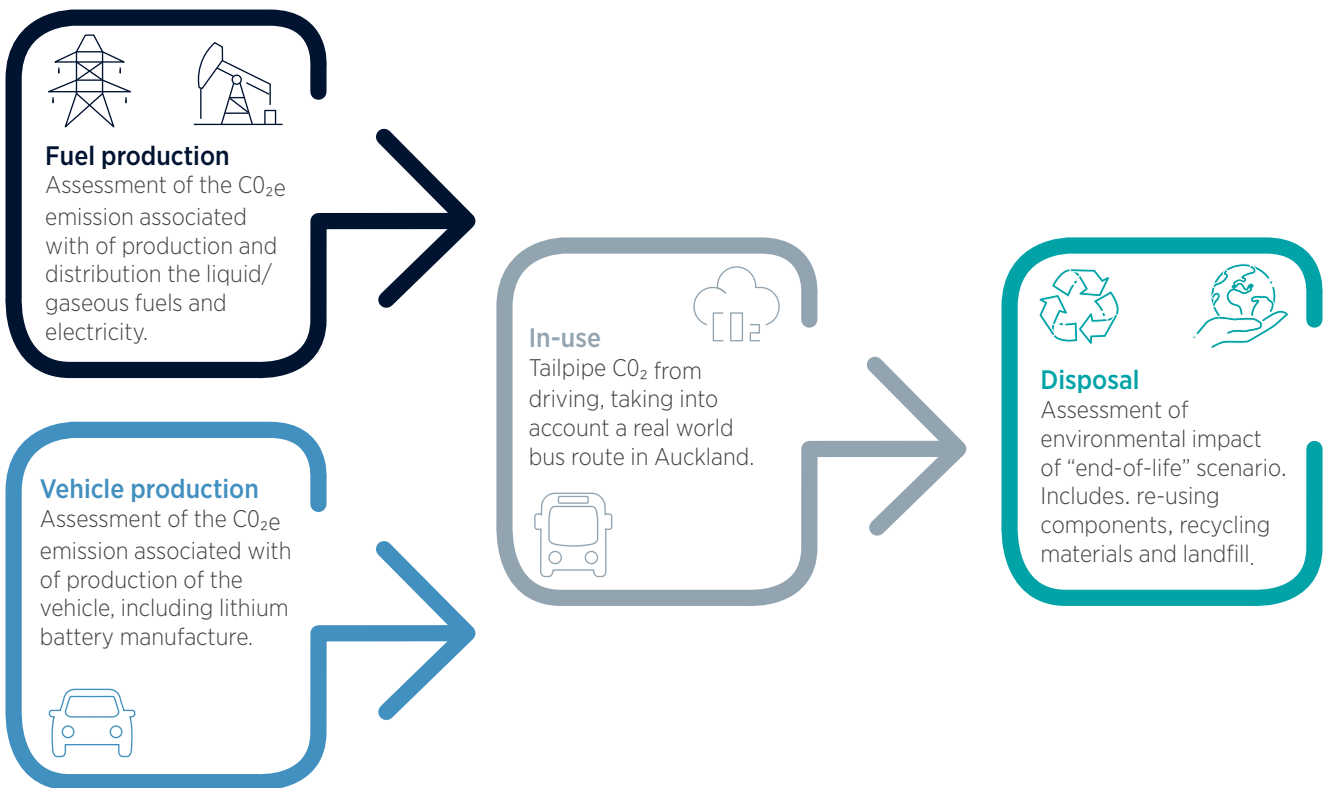 Fuel production
Assessment of the C0₂e
emission associated
with of production and
distribution the liquid/
gaseous fuels and
electricity.
Vehicle production
Assessment of the C0₂e
emission associated with
of production of the
vehicle, including lithium
battery manufacture.
CO₂
In-use
Tailpipe C0₂ from
driving, taking into
account a real world
bus route in Auckland.
Disposal
Assessment of
environmental impact
of “end-of-life” scenario.
Includes. re-using
components, recycling
materials and landfill.